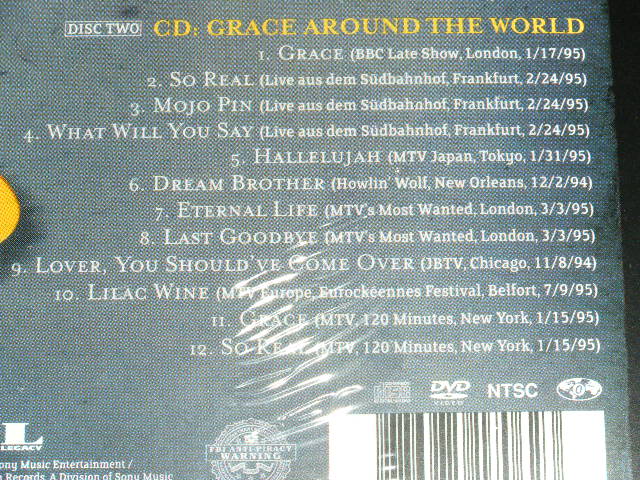 DISC TWO CD: GRACE AROUND THE WORLD
1. GRACE (BBC Late Show, London, 1/17/95)
2. SO REAL (Live aus dem Südbahnhof, Frankfurt, 2/24/95)
3. MOJO PIN (Live aus dem Südbahnhof, Frankfurt, 2/24/95)
4. WHAT WILL YOU SAY (Live aus dem Südbahnhof, Frankfurt, 2/24/95)
5. HALLELUJAH (MTV Japan, Tokyo, 1/31/95)
6. DREAM BROTHER (Howlin' Wolf, New Orleans, 12/2/94)
7. ETERNAL LIFE (MTV's Most Wanted, London, 3/3/95)
8. LAST GOODBYE (MTV's Most Wanted, London, 3/3/95)
9. LOVER, YOU SHOULD'VE COME OVER (JBTV, Chicago, 11/8/94)
10. LILAC WINE (MTV Europe, Eurockéennes Festival, Belfort, 7/9/95)
11. GRACE (MTV, 120 Minutes, New York, 1/15/95)
12. SO REAL (MTV, 120 Minutes, New York, 1/15/95)
DVD VIDEO NTSC
L
LEGACY
FBI ANTI-PIRACY
WARNING
ony Music Entertainment /
Records, A Division of Sony Music